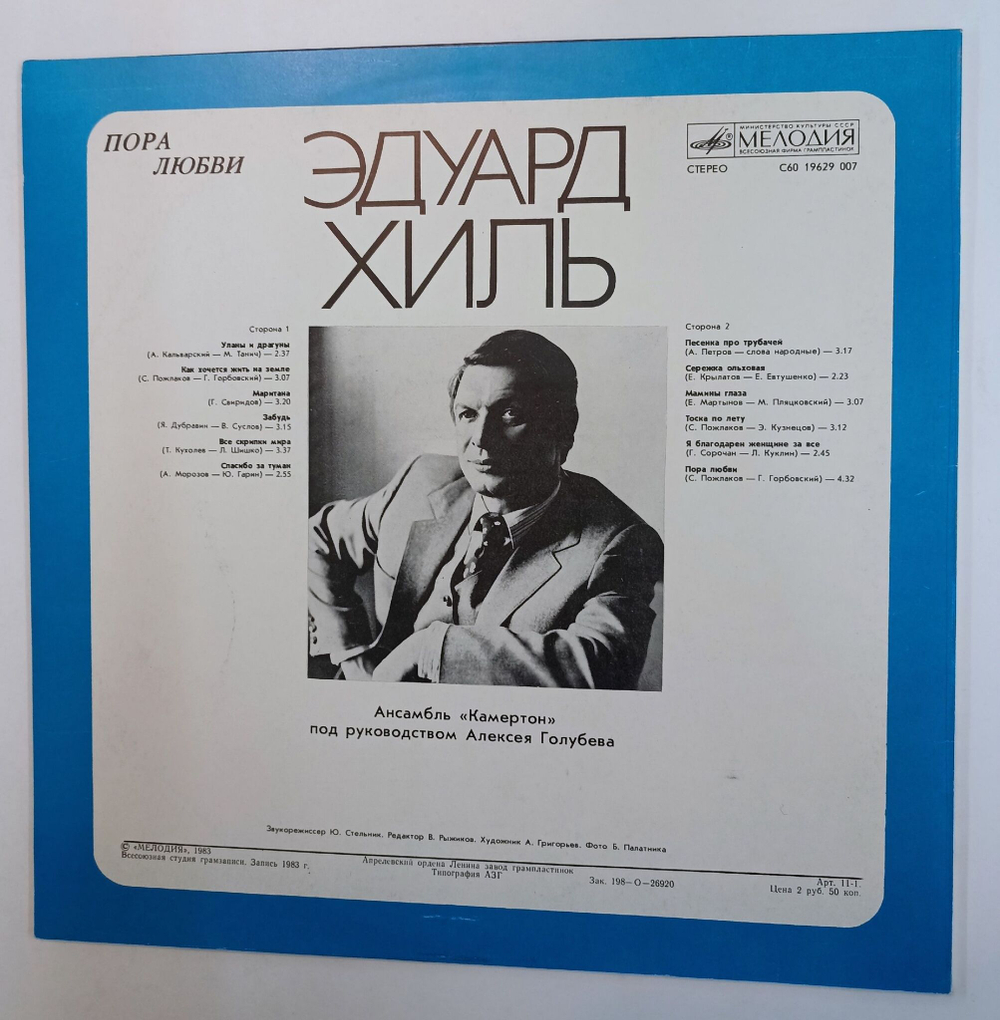 ПОРА
ЛЮБВИ
ЭДУАРД
ХИЛЬ
МИНИСТЕРСТВО КУЛЬТУРЫ СССР
МЕЛОДИЯ
ВСЕСОЮЗНАЯ ФИРМА ГРАМПЛАСТИНОК
СТЕРЕО С60 19629 007
Сторона 1
Уланы и драгуны
(А. Кальварский — М. Танич) — 2.37
Как хочется жить на земле
(С. Пожлаков — Г. Горбовский) — 3.07
Маритана
(Г. Свиридов) — 3.20
Забудь
(Я. Дубравин — В. Суслов) — 3.15
Все скрипки мира
(Т. Кухолев — Л. Шишко) — 3.37
Спасибо за туман
(А. Морозов — Ю. Гарин) — 2.55
Сторона 2
Песенка про трубачей
(А. Петров — слова народные) — 3.17
Сережка ольховая
(Е. Крылатов — Е. Евтушенко) — 2.23
Мамины глаза
(Е. Мартынов — М. Пляцковский) — 3.07
Тоска по лету
(С. Пожлаков — Э. Кузнецов) — 3.12
Я благодарен женщине за все
(Г. Сорочан — Л. Куклин) — 2.45
Пора любви
(С. Пожлаков — Г. Горбовский) — 4.32
Ансамбль «Камертон»
под руководством Алексея Голубева
Звукорежиссер Ю. Стельник. Редактор В. Рыжиков. Художник А. Григорьев. Фото Б. Палатника
© «МЕЛОДИЯ», 1983
Всесоюзная студия грамзаписи. Запись 1983 г.
Апрелевский ордена Ленина завод грампластинок
Типография АЗГ
Зак. 198—О—26920
Арт. 11-1.
Цена 2 руб. 50 коп.